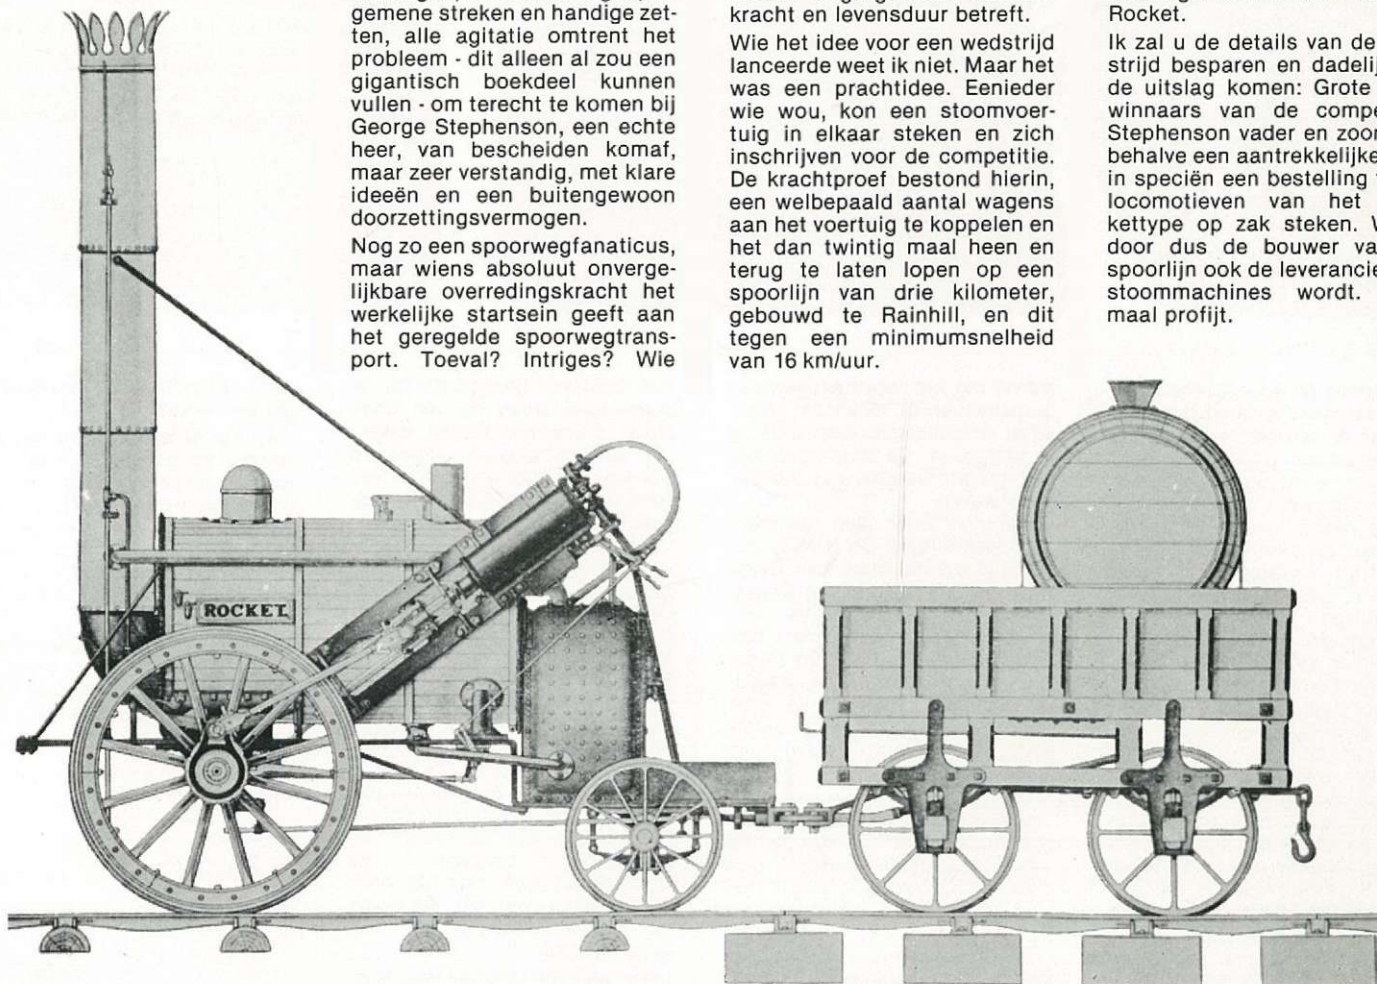 gemene streken en handige zet-
ten, alle agitatie omtrent het
probleem - dit alleen al zou een
gigantisch boekdeel kunnen
vullen - om terecht te komen bij
George Stephenson, een echte
heer, van bescheiden komaf,
maar zeer verstandig, met klare
ideeën en een buitengewoon
doorzettingsvermogen.
Nog zo een spoorwegfanaticus,
maar wiens absoluut onverge-
lijkbare overredingskracht het
werkelijke startsein geeft aan
het geregelde spoorwegtrans-
port. Toeval? Intriges? Wie
kracht en levensduur betreft.
Wie het idee voor een wedstrijd
lanceerde weet ik niet. Maar het
was een prachtidee. Eenieder
wie wou, kon een stoomvoer-
tuig in elkaar steken en zich
inschrijven voor de competitie.
De krachtproef bestond hierin,
een welbepaald aantal wagens
aan het voertuig te koppelen en
het dan twintig maal heen en
terug te laten lopen op een
spoorlijn van drie kilometer,
gebouwd te Rainhill, en dit
tegen een minimumsnelheid
van 16 km/uur.
Rocket.
Ik zal u de details van de
strijd besparen en dadelij
de uitslag komen: Grote
winnaars van de compe
Stephenson vader en zoon
behalve een aantrekkelijke
in speciën een bestelling
locomotieven van het
kettype op zak steken. W
door dus de bouwer va
spoorlijn ook de leverancie
stoommachines wordt.
maal profijt.
ROCKET.